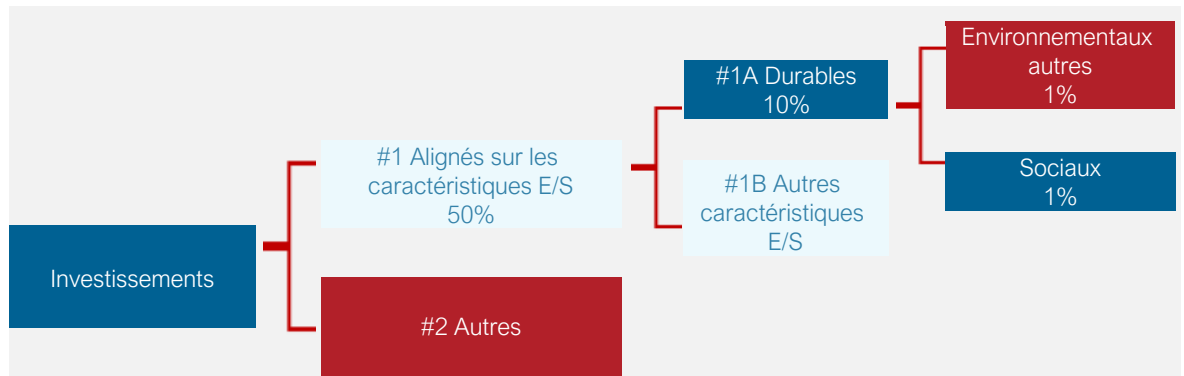 Investissements
#1 Alignés sur les
caractéristiques E/S
50%
#2 Autres
#1A Durables
10%
#1B Autres
caractéristiques
E/S
Environnementaux
autres
1%
Sociaux
1%